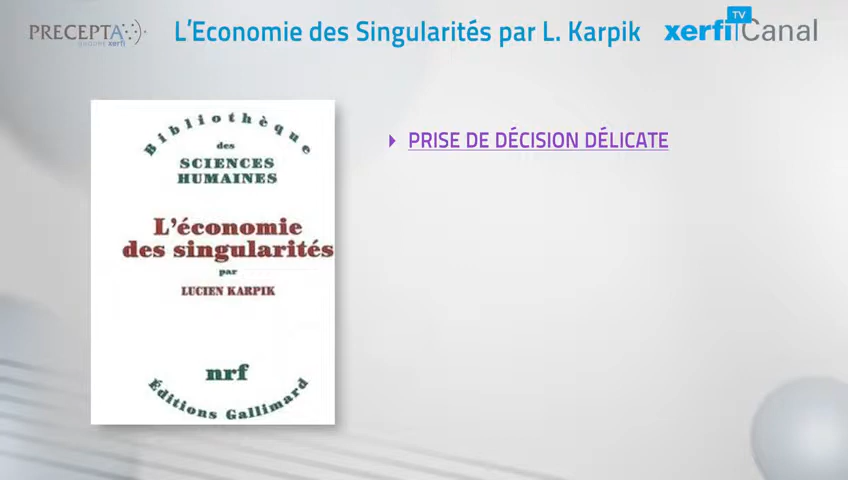 PRECEPTA
groupe xerfi
L'Economie des Singularités par L. Karpik
xerfi TV Canal
Bibliothèque
des
SCIENCES
HUMAINES
L'économie
des singularités
par
LUCIEN KARPIK
nrf
Éditions Gallimard
PRISE DE DÉCISION DÉLICATE